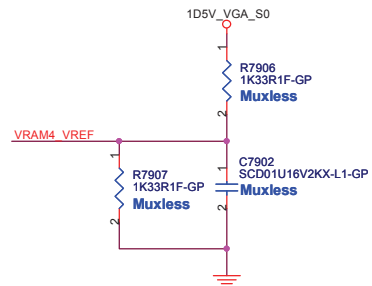 1D5V_VGA_S0
1
R7906
1K33R1F-GP
Muxless
2
VRAM4_VREF
1
R7907
1K33R1F-GP
Muxless
2
1
C7902
SCD01U16V2KX-L1-GP
Muxless
2